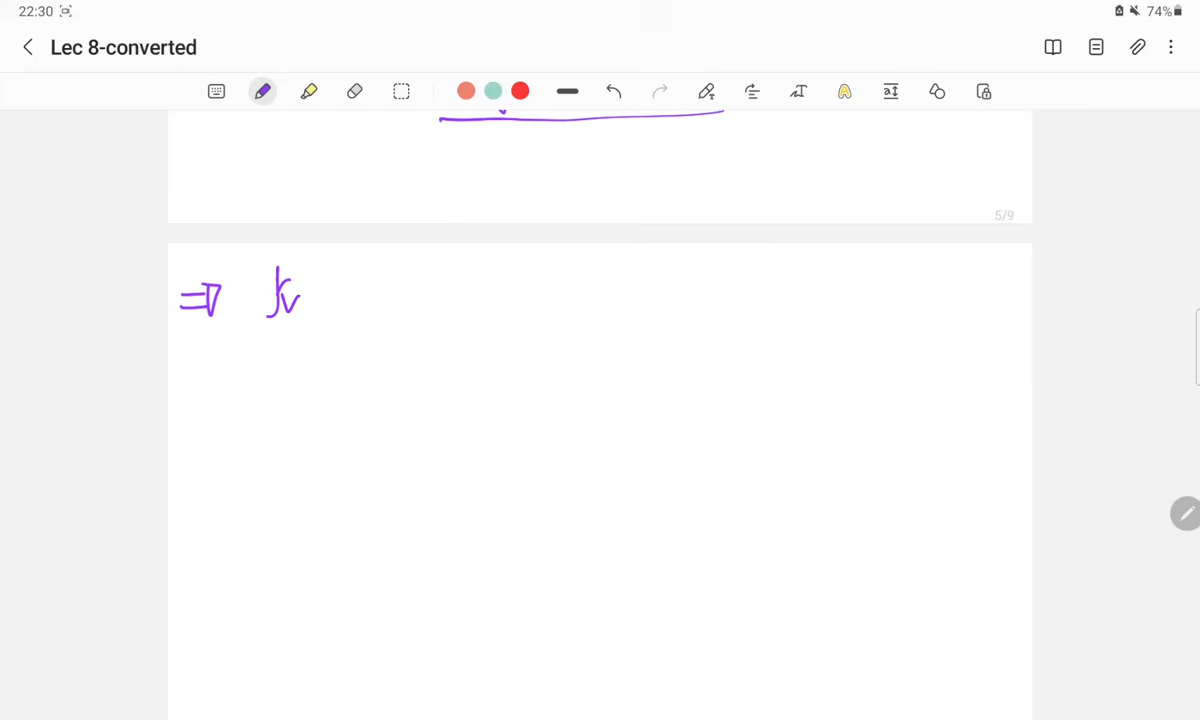 22:30 74%
Lec 8-converted
5/9
⇒